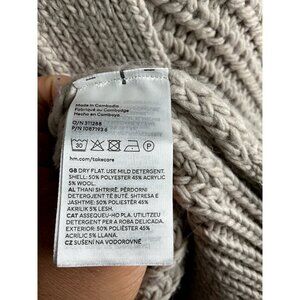 Made in Cambodia
Fabriqué au Cambodge
Hecho en Camboya
O/N 311288
P/N 1087193 6
30
P
hm.com/takecare
GB DRY FLAT. USE MILD DETERGENT.
SHELL: 50% POLYESTER 45% ACRYLIC
5% WOOL
AL THANI SHTRIRË. PËRDORNI
DETERGJENT TË BUTË. SHTRESA E
JASHTME: 50% POLIESTER 45%
AKRILIK 5% LESH
CAT ASSEQUEU-HO PLA. UTILITZEU
DETERGENT PER A ROBA DELICADA.
EXTERIOR: 50% POLIÈSTER 45%
ACRÍLIC 5% LLANA
CZ SUŠENÍ NA VODOROVNÉ